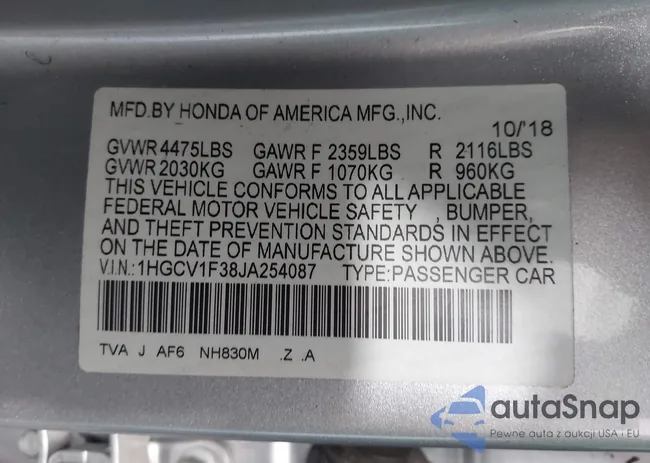 MFD.BY HONDA OF AMERICA MFG.,INC.
10/'18
GVWR 4475LBS GAWR F 2359LBS R 2116LBS
GVWR 2030KG GAWR F 1070KG R 960KG
THIS VEHICLE CONFORMS TO ALL APPLICABLE
FEDERAL MOTOR VEHICLE SAFETY , BUMPER,
AND THEFT PREVENTION STANDARDS IN EFFECT
ON THE DATE OF MANUFACTURE SHOWN ABOVE.
V.I.N.:1HGCV1F38JA254087 TYPE:PASSENGER CAR
TVA J AF6 NH830M .Z .A
autaSnap
Pewne auta z aukcji USA i EU